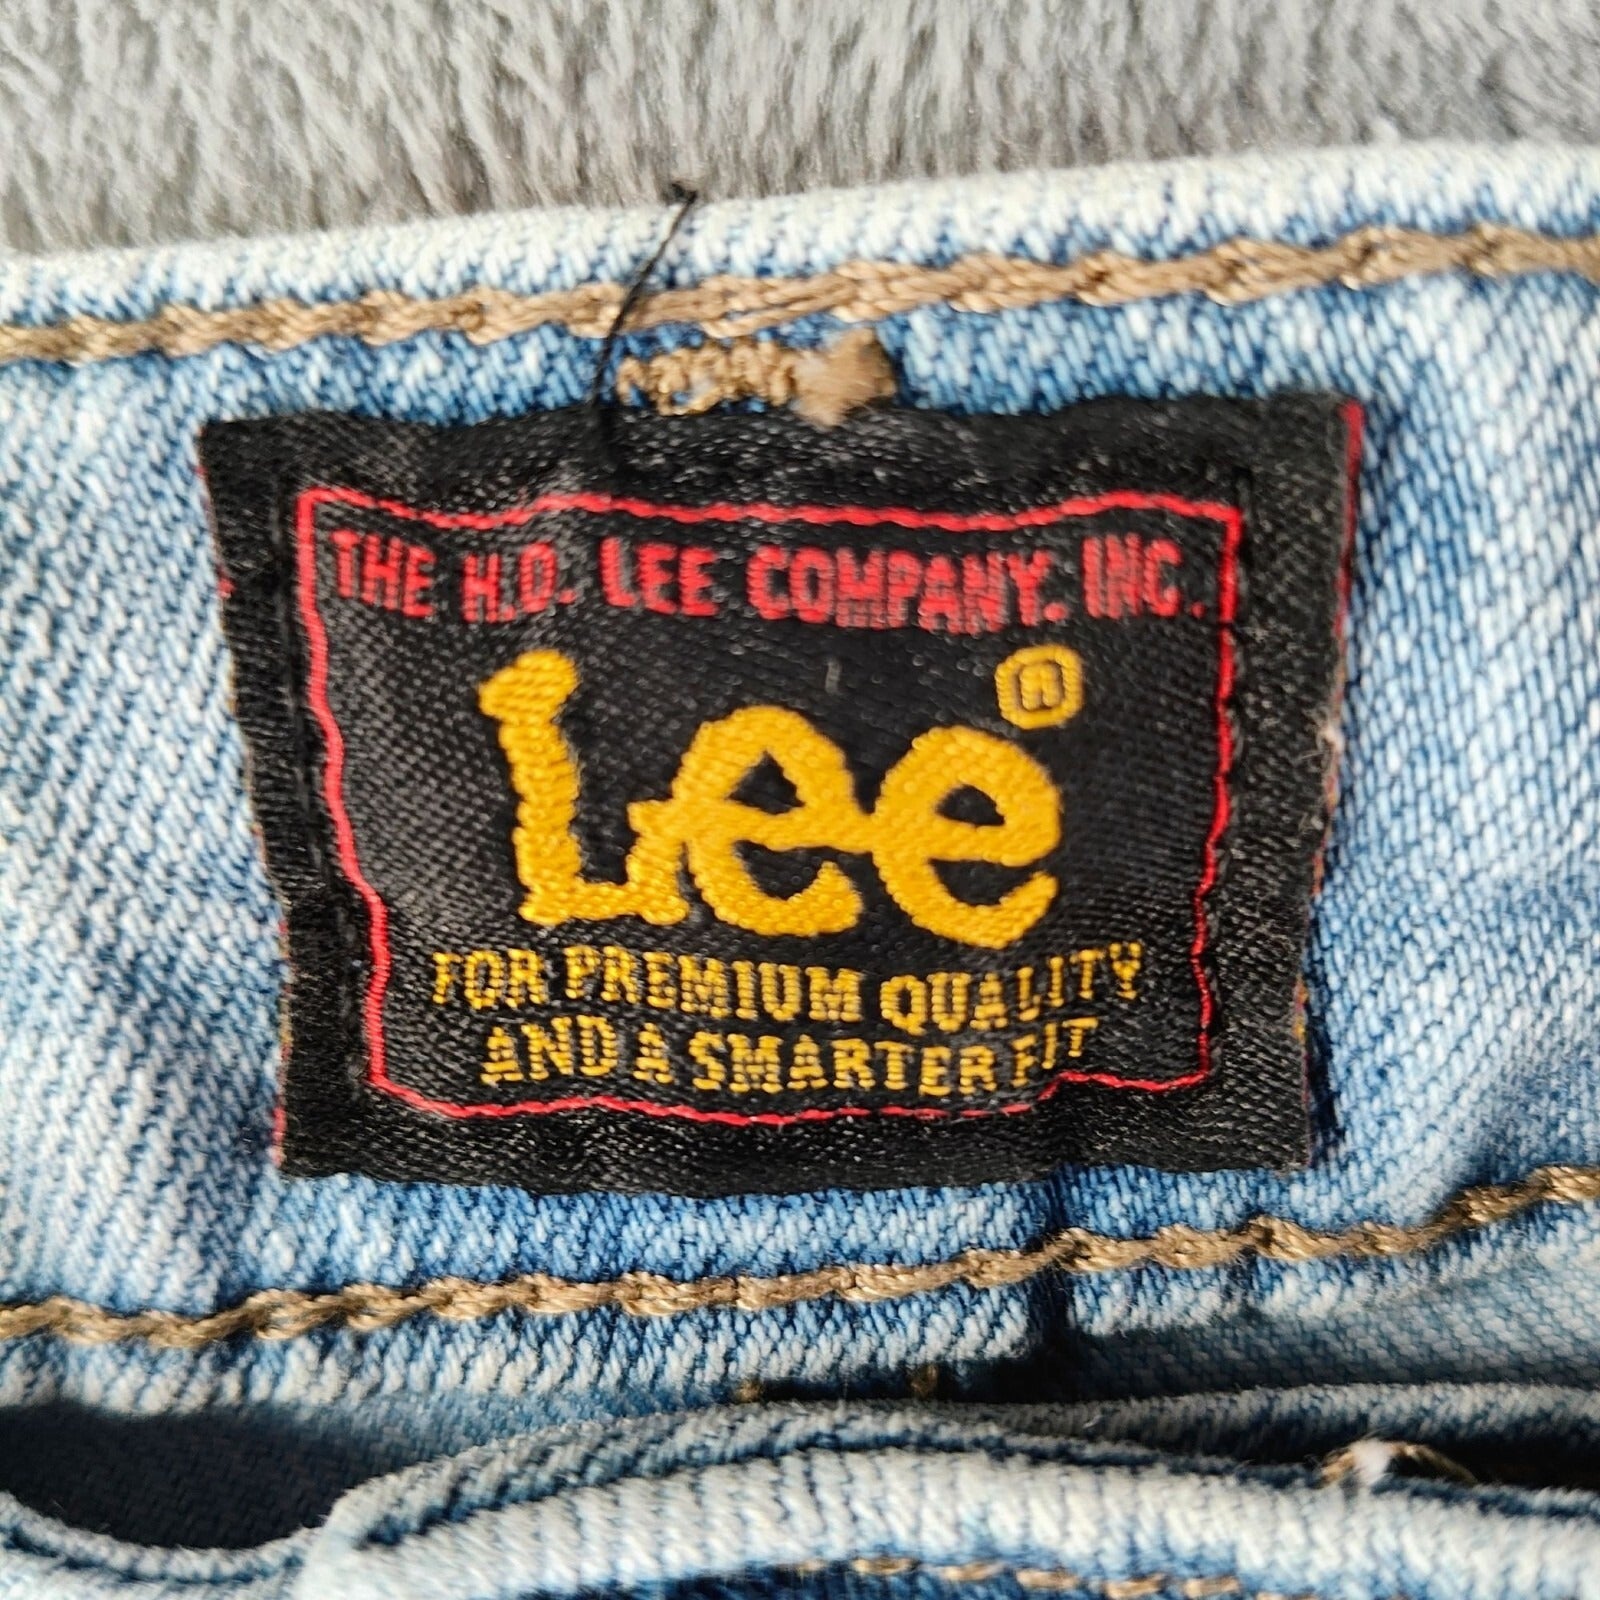 THE H.D. LEE COMPANY. INC.
Lee®
FOR PREMIUM QUALITY
AND A SMARTER FIT